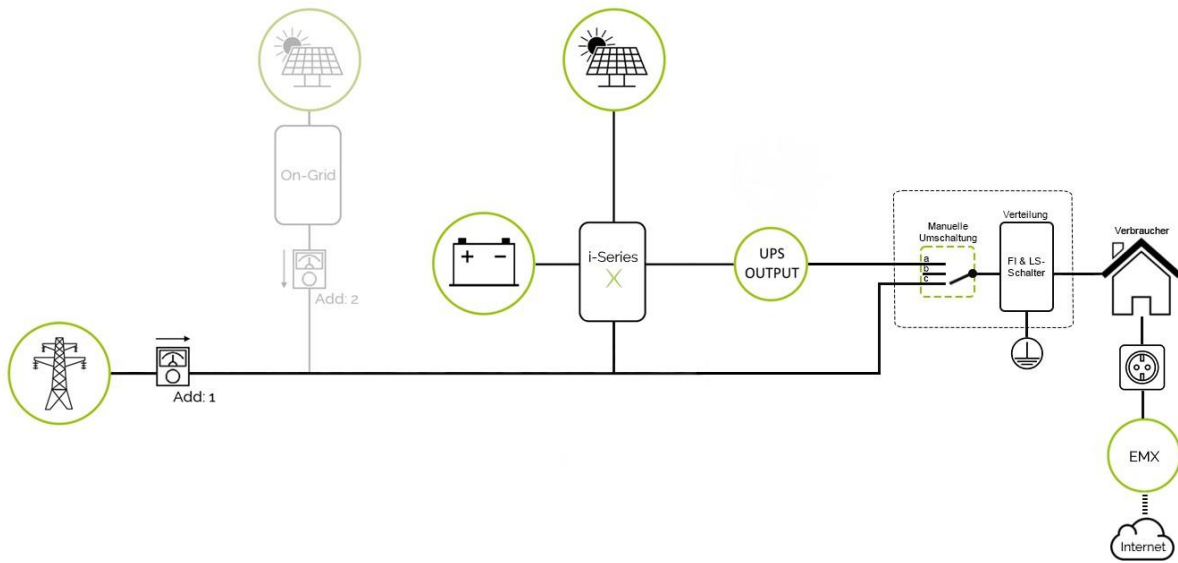 On-Grid
Add: 2
i-Series
X
+ −
UPS
OUTPUT
Manuelle
Umschaltung
a
b
c
Verteilung
FI & LS-
Schalter
Verbraucher
Add: 1
EMX
Internet